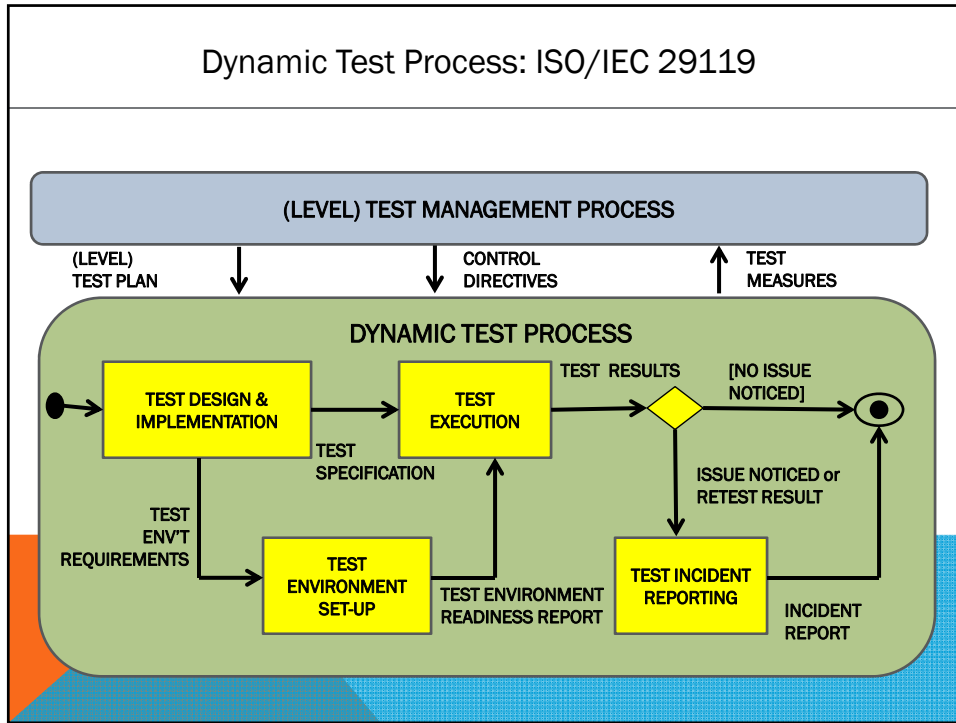 Dynamic Test Process: ISO/IEC 29119
(LEVEL) TEST MANAGEMENT PROCESS
(LEVEL)
TEST PLAN
CONTROL
DIRECTIVES
TEST
MEASURES
DYNAMIC TEST PROCESS
TEST DESIGN &
IMPLEMENTATION
TEST
SPECIFICATION
TEST
EXECUTION
TEST RESULTS
[NO ISSUE
NOTICED]
ISSUE NOTICED or
RETEST RESULT
TEST
ENV'T
REQUIREMENTS
TEST
ENVIRONMENT
SET-UP
TEST ENVIRONMENT
READINESS REPORT
TEST INCIDENT
REPORTING
INCIDENT
REPORT